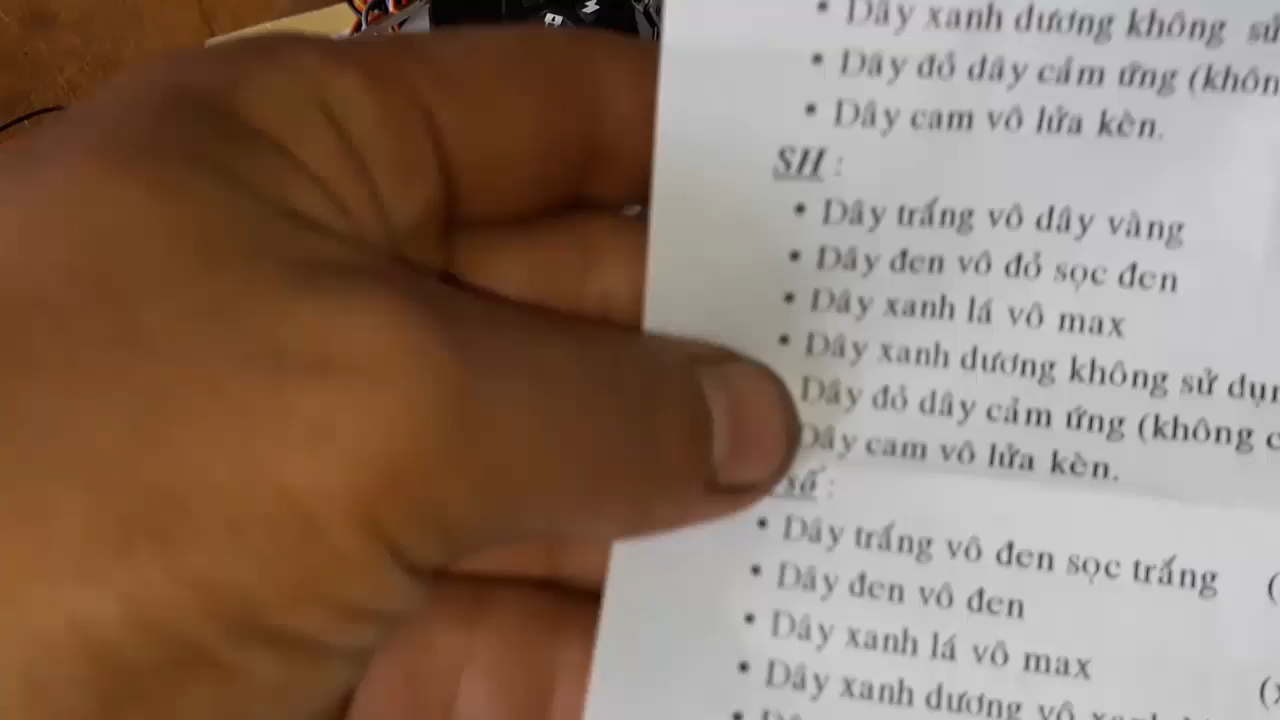 • Dây xanh dương không sử
• Dây đỏ dây cảm ứng (khôn
• Dây cam vô lửa kèn.
SH :
• Dây trắng vô dây vàng
• Dây đen vô đỏ sọc đen
• Dây xanh lá vô max
• Dây xanh dương không sử dụn
Dây đỏ dây cảm ứng (không c
Dây cam vô lửa kèn.
:
• Dây trắng vô đen sọc trắng (
• Dây đen vô đen
• Dây xanh lá vô max
• Dây xanh dương vô